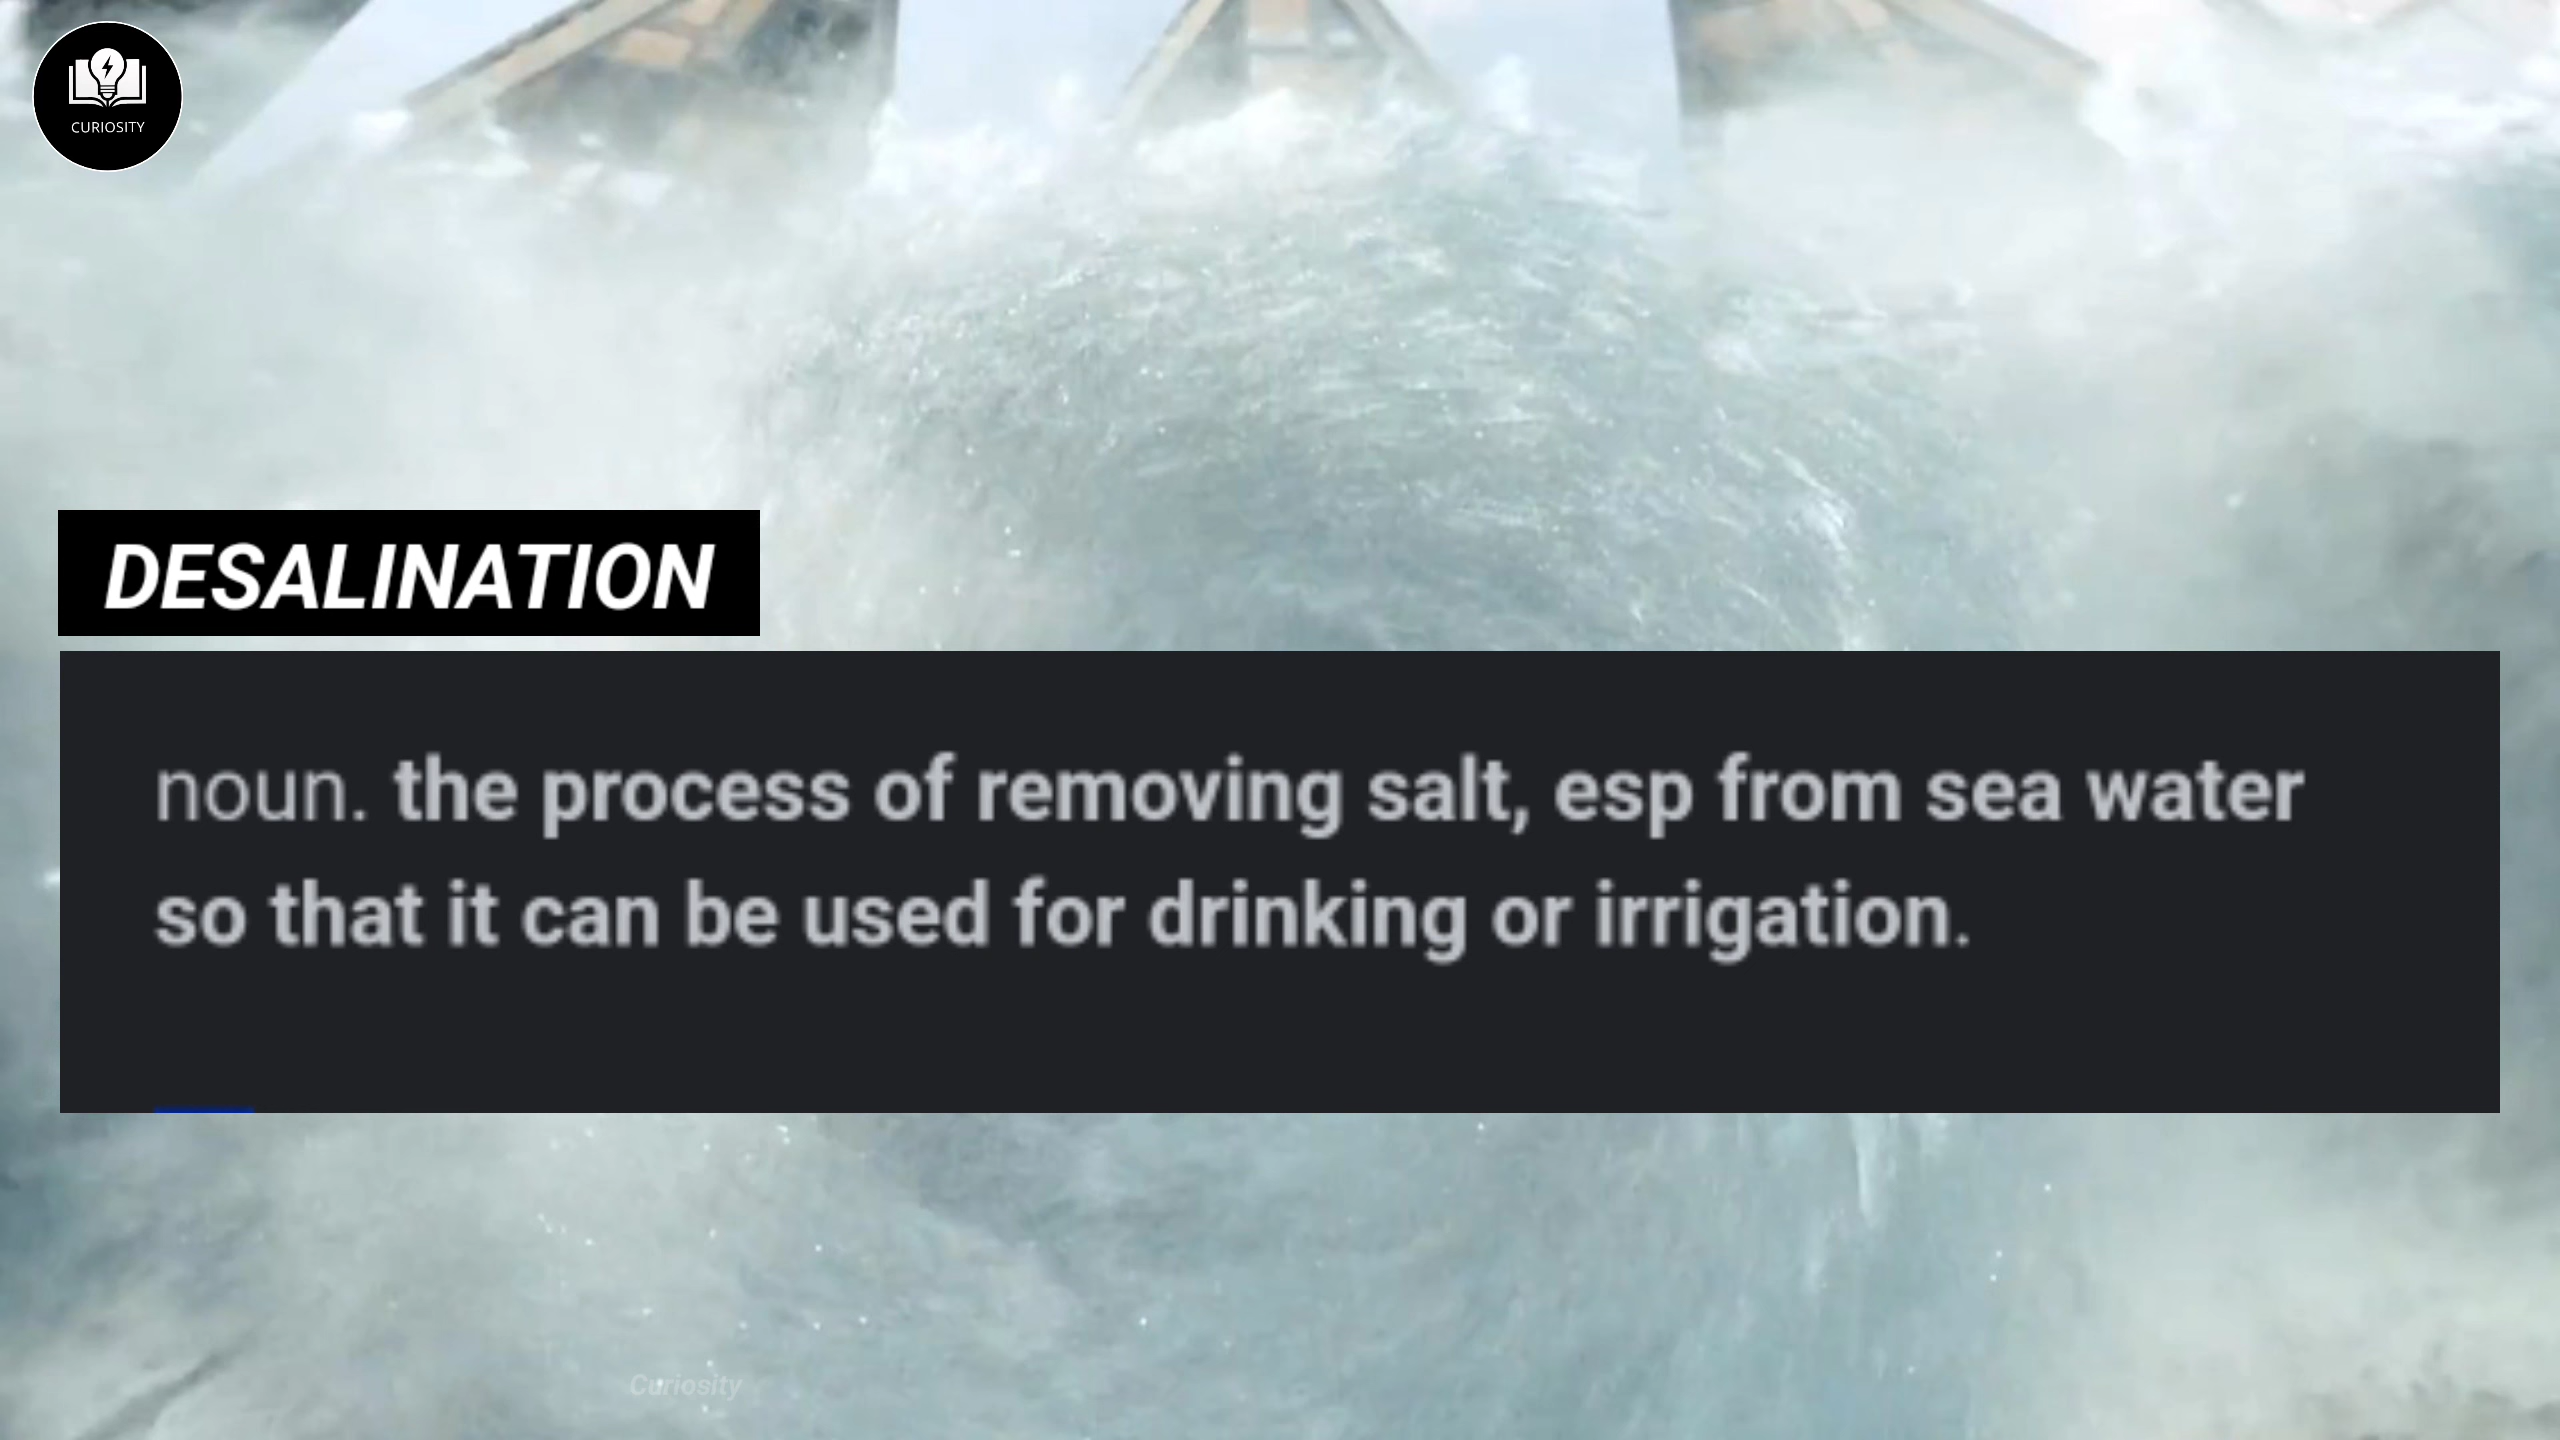 CURIOSITY
DESALINATION
noun. the process of removing salt, esp from sea water
so that it can be used for drinking or irrigation.
Curiosity